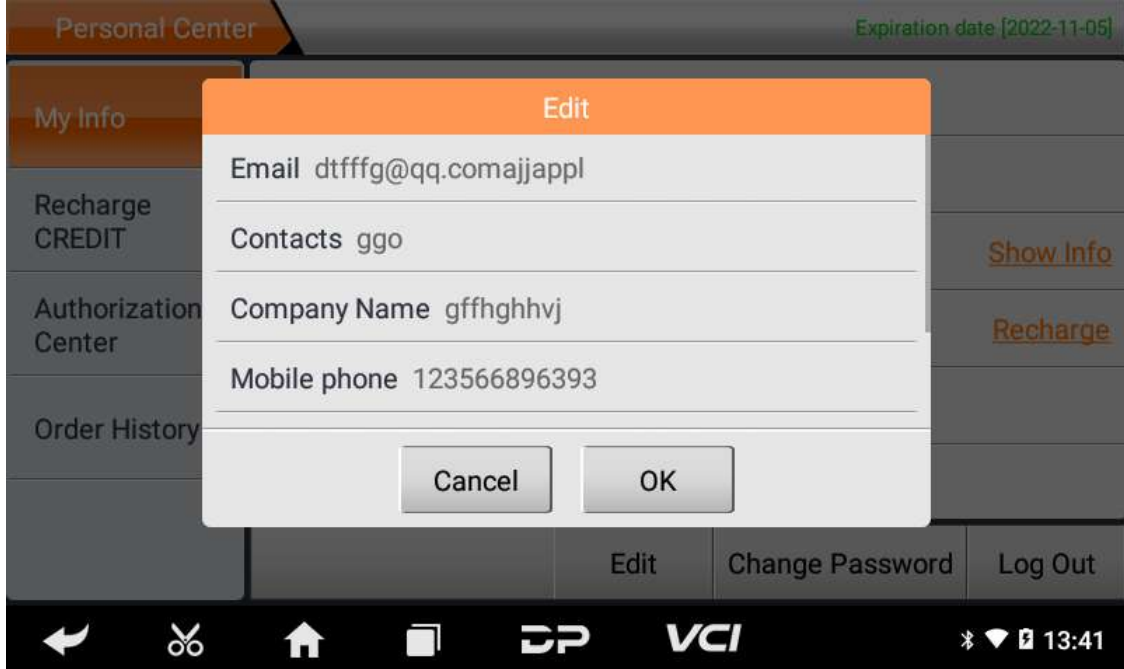 Personal Center
Expiration date [2022-11-05]
My Info
Recharge
CREDIT
Authorization
Center
Order History
Edit
Email dtfffg@qq.comajjappl
Contacts ggo
Company Name gffhghhvj
Mobile phone 123566896393
Cancel
OK
Show Info
Recharge
Edit
Change Password
Log Out
DP
VCI
13:41